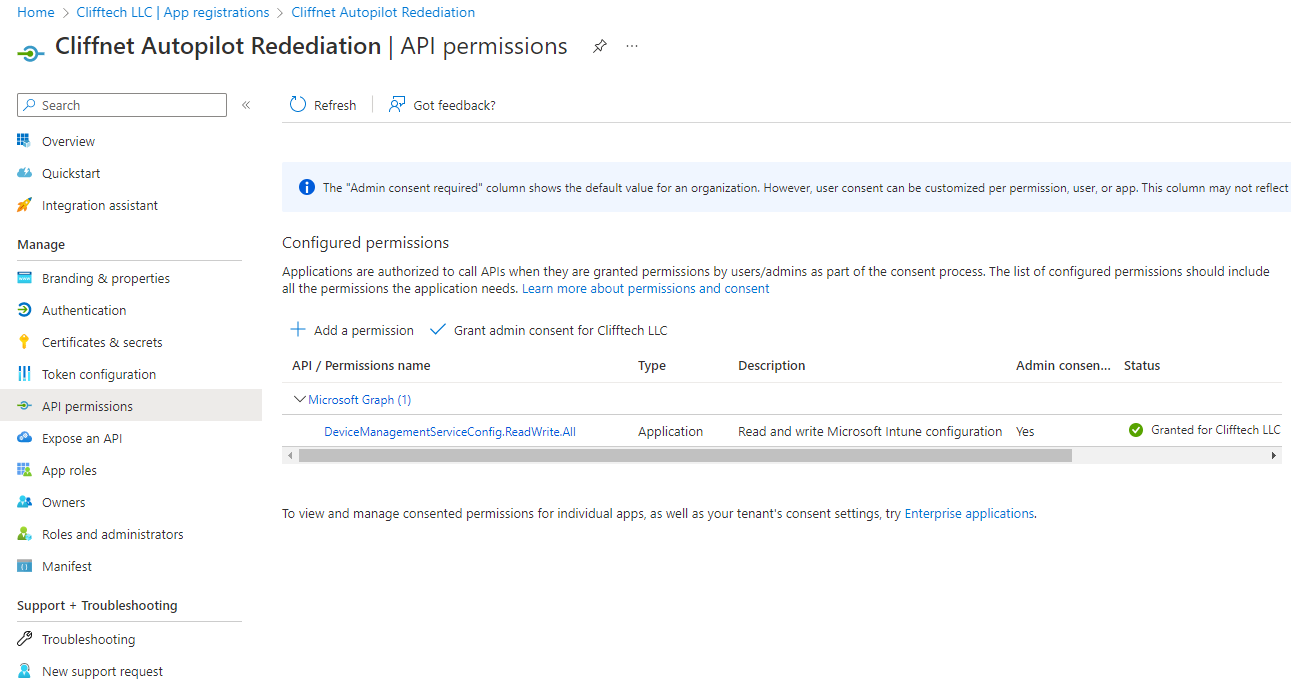 Home > Clifftech LLC | App registrations > Cliffnet Autopilot Redediation
Cliffnet Autopilot Redediation | API permissions
Search
Refresh
Got feedback?
Overview
Quickstart
Integration assistant
Manage
Branding & properties
Authentication
Certificates & secrets
Token configuration
API permissions
Expose an API
App roles
Owners
Roles and administrators
Manifest
Support + Troubleshooting
Troubleshooting
New support request
The "Admin consent required" column shows the default value for an organization. However, user consent can be customized per permission, user, or app. This column may not reflect
Configured permissions
Applications are authorized to call APIs when they are granted permissions by users/admins as part of the consent process. The list of configured permissions should include
all the permissions the application needs. Learn more about permissions and consent
Add a permission Grant admin consent for Clifftech LLC
API / Permissions name Type Description Admin consen... Status
Microsoft Graph (1)
DeviceManagementServiceConfig.ReadWrite.All Application Read and write Microsoft Intune configuration Yes Granted for Clifftech LLC
To view and manage consented permissions for individual apps, as well as your tenant's consent settings, try Enterprise applications.